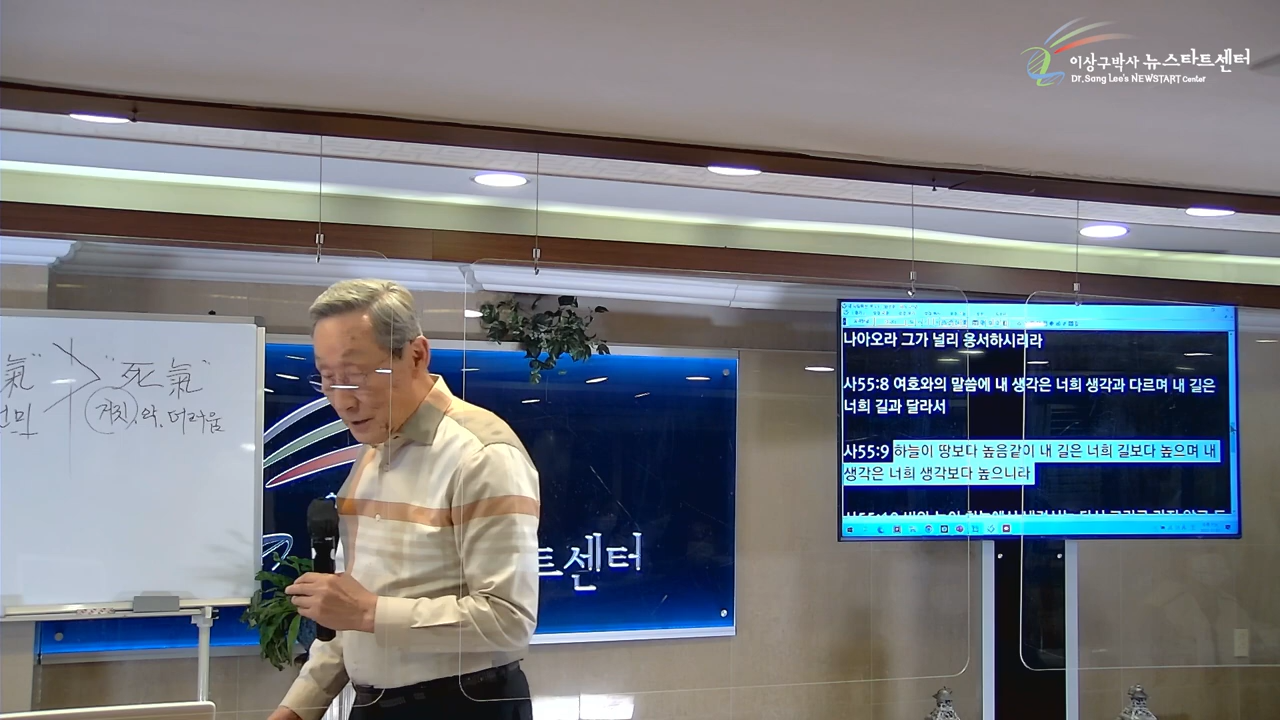 이상구박사 뉴스타트센터
Dr. Sang Lee's NEWSTART Center
氣" "死氣"
거짓, 악, 더러움
나아오라 그가 널리 용서하시리라
사55:8 여호와의 말씀에 내 생각은 너희 생각과 다르며 내 길은
너희 길과 달라서
사55:9 하늘이 땅보다 높음같이 내 길은 너희 길보다 높으며 내
생각은 너희 생각보다 높으니라
트센터